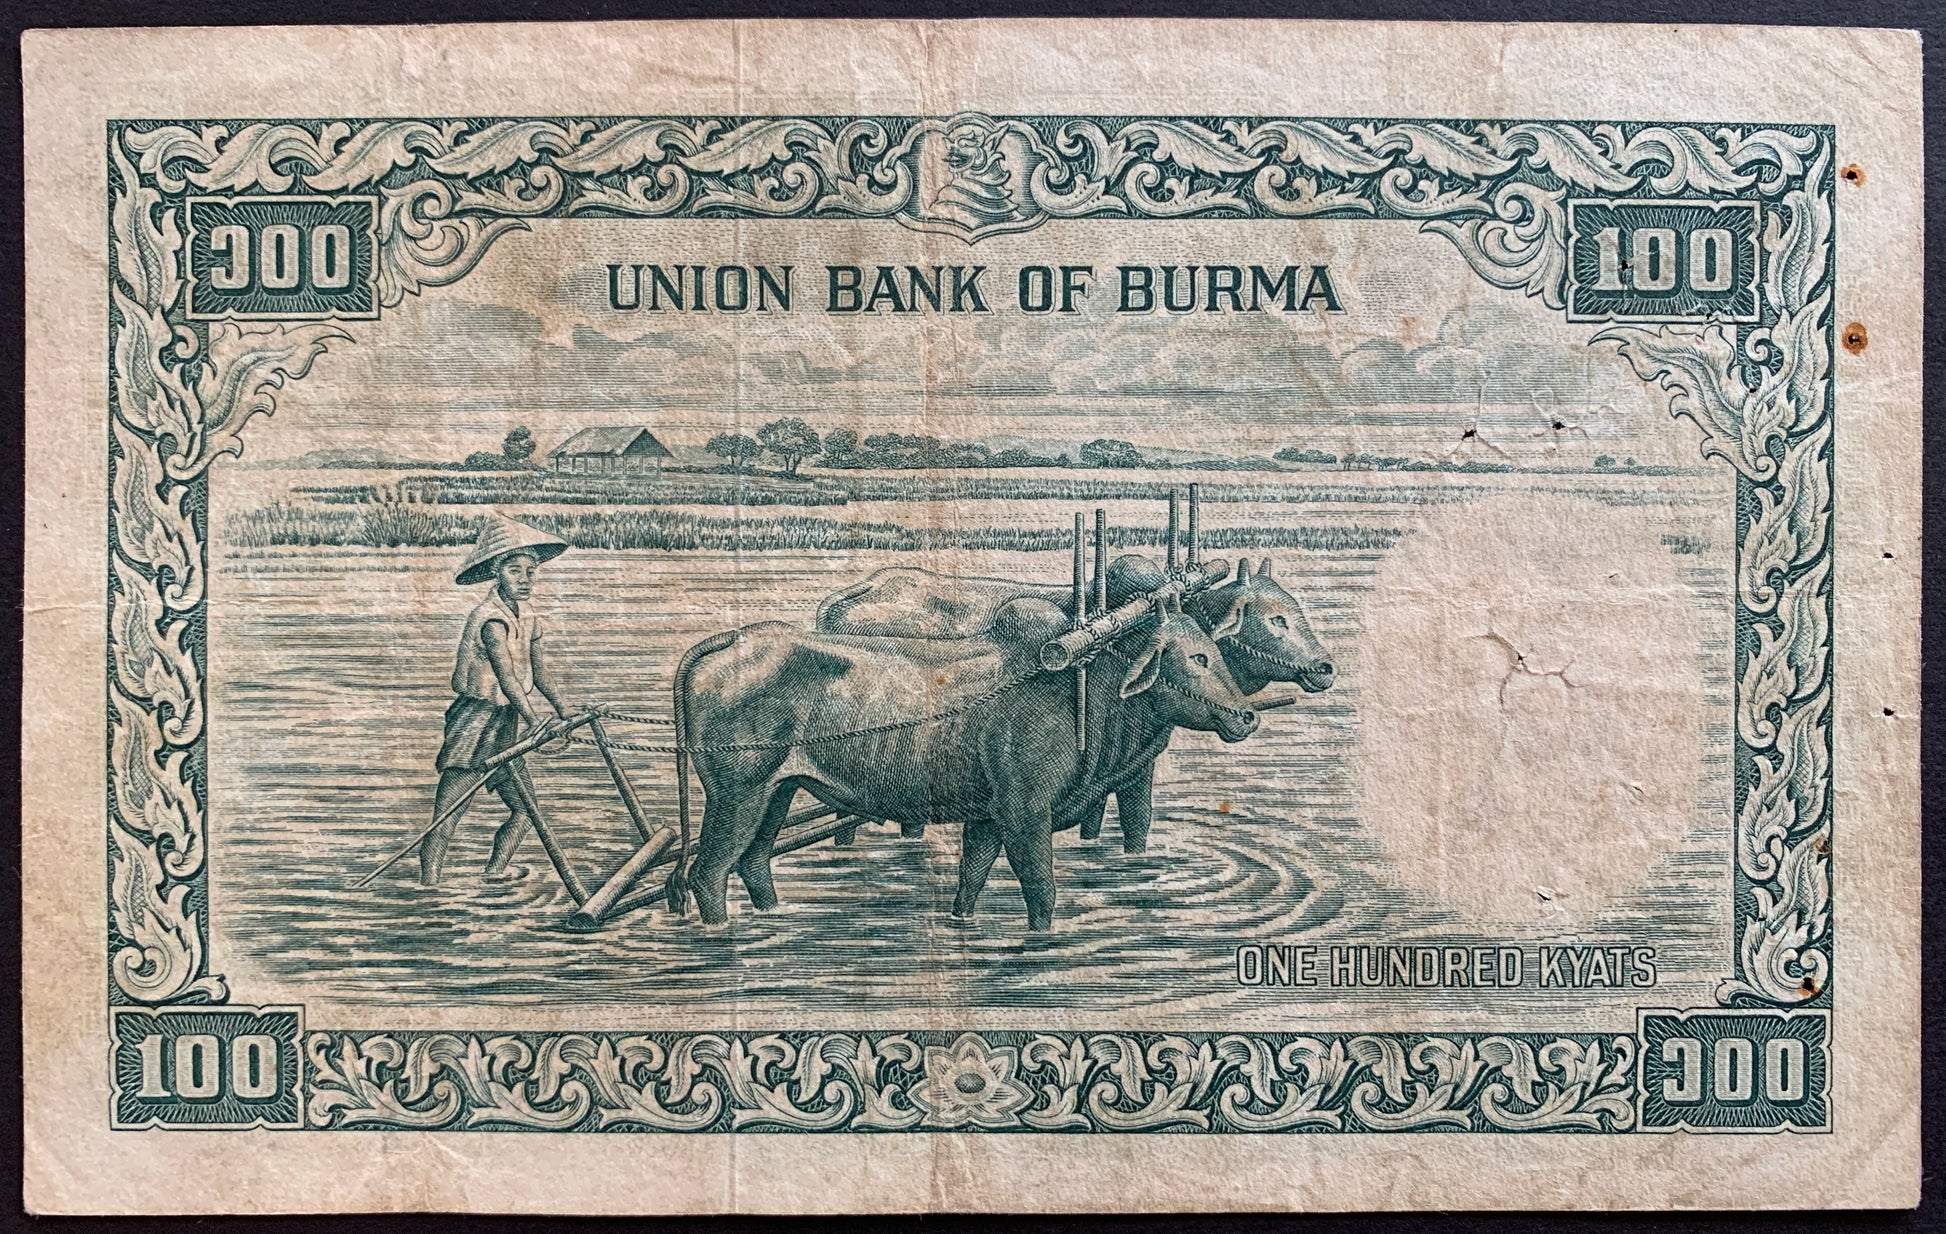 ၁၀၀
100
UNION BANK OF BURMA
ONE HUNDRED KYATS
100
၁၀၀